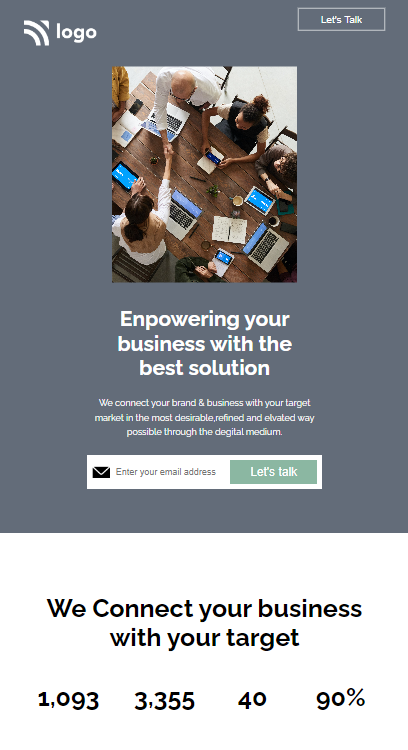 logo
Let's Talk
Enpowering your
business with the
best solution
We connect your brand & business with your target
market in the most desirable,refined and elvated way
possible through the degital medium.
Enter your email address
Let's talk
We Connect your business
with your target
1,093 3,355 40 90%